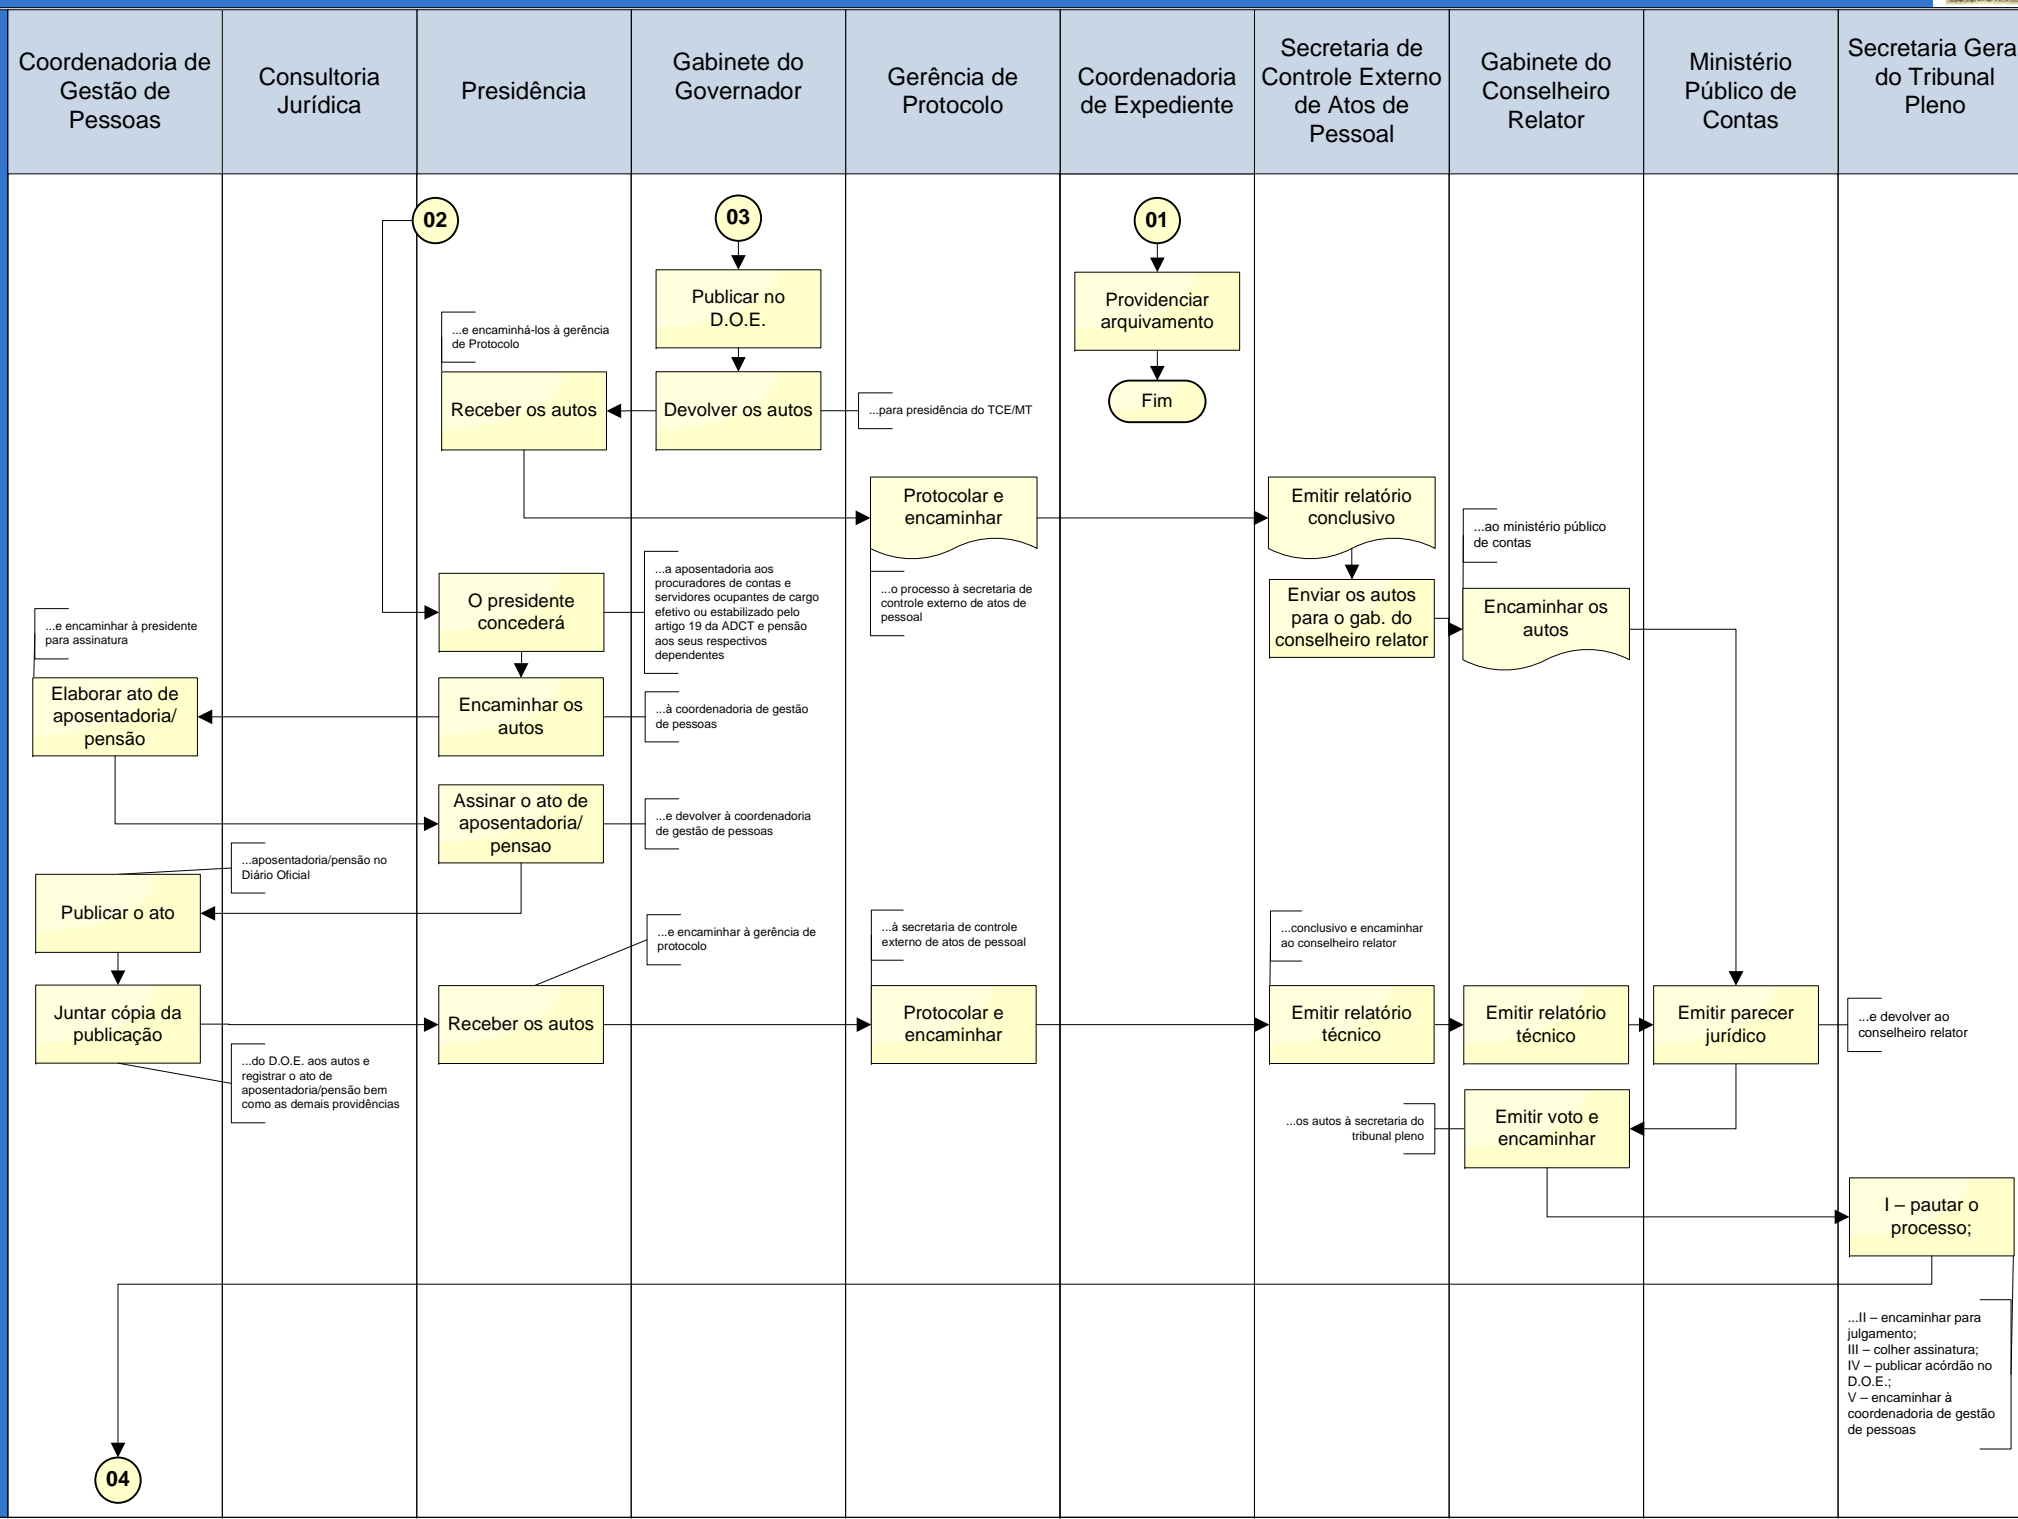 Coordenadoria de
Gestão de
Pessoas
Consultoria
Jurídica
Presidência
Gabinete do
Governador
Gerência de
Protocolo
Coordenadoria
de Expediente
Secretaria de
Controle Externo
de Atos de
Pessoal
Gabinete do
Conselheiro
Relator
Ministério
Público de
Contas
Secretaria Gera
do Tribunal
Pleno
02
03
01
Publicar no
D.O.E.
Providenciar
arquivamento
...e encaminhá-los à gerência
de Protocolo
Receber os autos
Devolver os autos
...para presidência do TCE/MT
Fim
Protocolar e
encaminhar
Emitir relatório
conclusivo
...ao ministério público
de contas
...a aposentadoria aos
procuradores de contas e
servidores ocupantes de cargo
efetivo ou estabilizado pelo
artigo 19 da ADCT e pensão
aos seus respectivos
dependentes
O presidente
concederá
...o processo à secretaria de
controle externo de atos de
pessoal
Enviar os autos
para o gab. do
conselheiro relator
Encaminhar os
autos
...e encaminhar à presidente
para assinatura
Elaborar ato de
aposentadoria/
pensão
Encaminhar os
autos
...à coordenadoria de gestão
de pessoas
Assinar o ato de
aposentadoria/
pensao
...e devolver à coordenadoria
de gestão de pessoas
...aposentadoria/pensão no
Diário Oficial
Publicar o ato
...e encaminhar à gerência de
protocolo
...à secretaria de controle
externo de atos de pessoal
...conclusivo e encaminhar
ao conselheiro relator
Juntar cópia da
publicação
Receber os autos
Protocolar e
encaminhar
Emitir relatório
técnico
Emitir relatório
técnico
Emitir parecer
jurídico
...e devolver ao
conselheiro relator
...do D.O.E. aos autos e
registrar o ato de
aposentadoria/pensão bem
como as demais providências
...os autos à secretaria do
tribunal pleno
Emitir voto e
encaminhar
I – pautar o
processo;
...II – encaminhar para
julgamento;
III – colher assinatura;
IV – publicar acórdão no
D.O.E.;
V – encaminhar à
coordenadoria de gestão
de pessoas
04